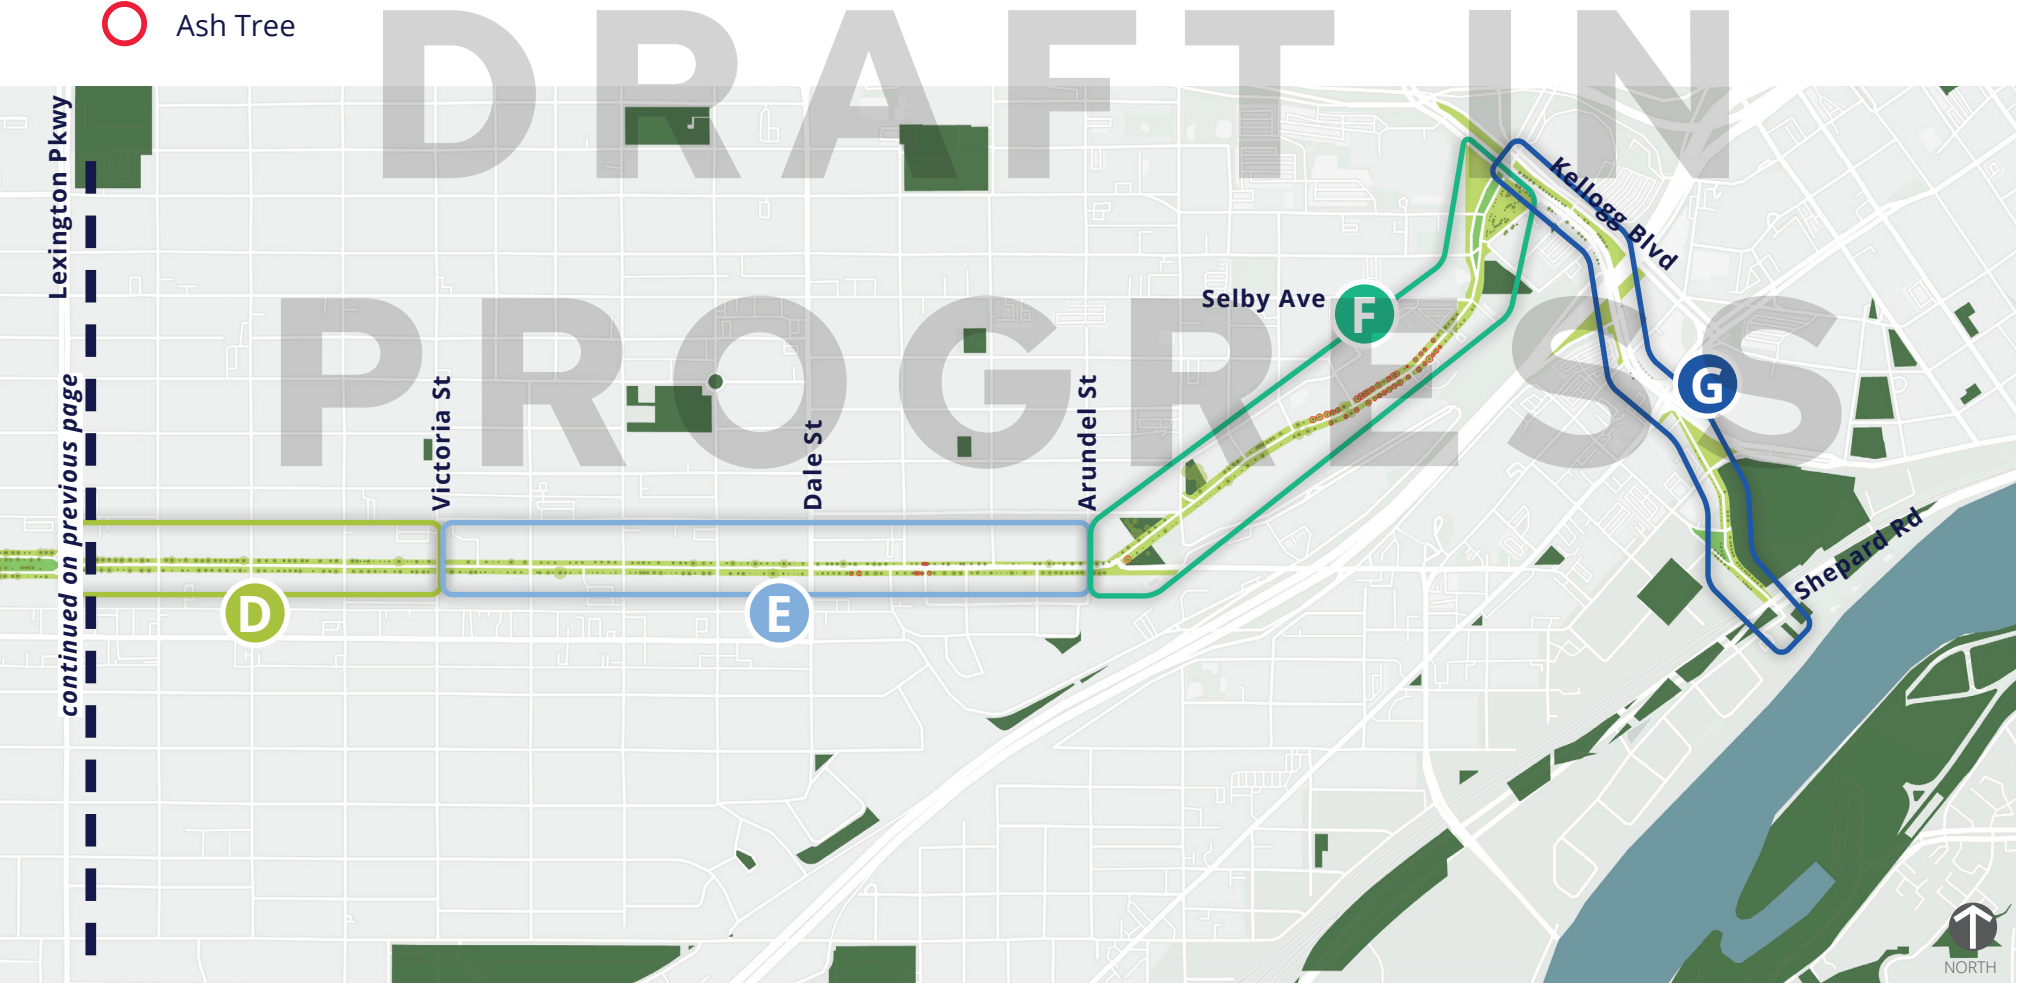 Ash Tree
DRAFT IN
PROGRESS
Lexington Pkwy
continued on previous page
Victoria St
Dale St
Arundel St
Selby Ave
Kellogg Blvd
Shepard Rd
D
E
F
G
NORTH